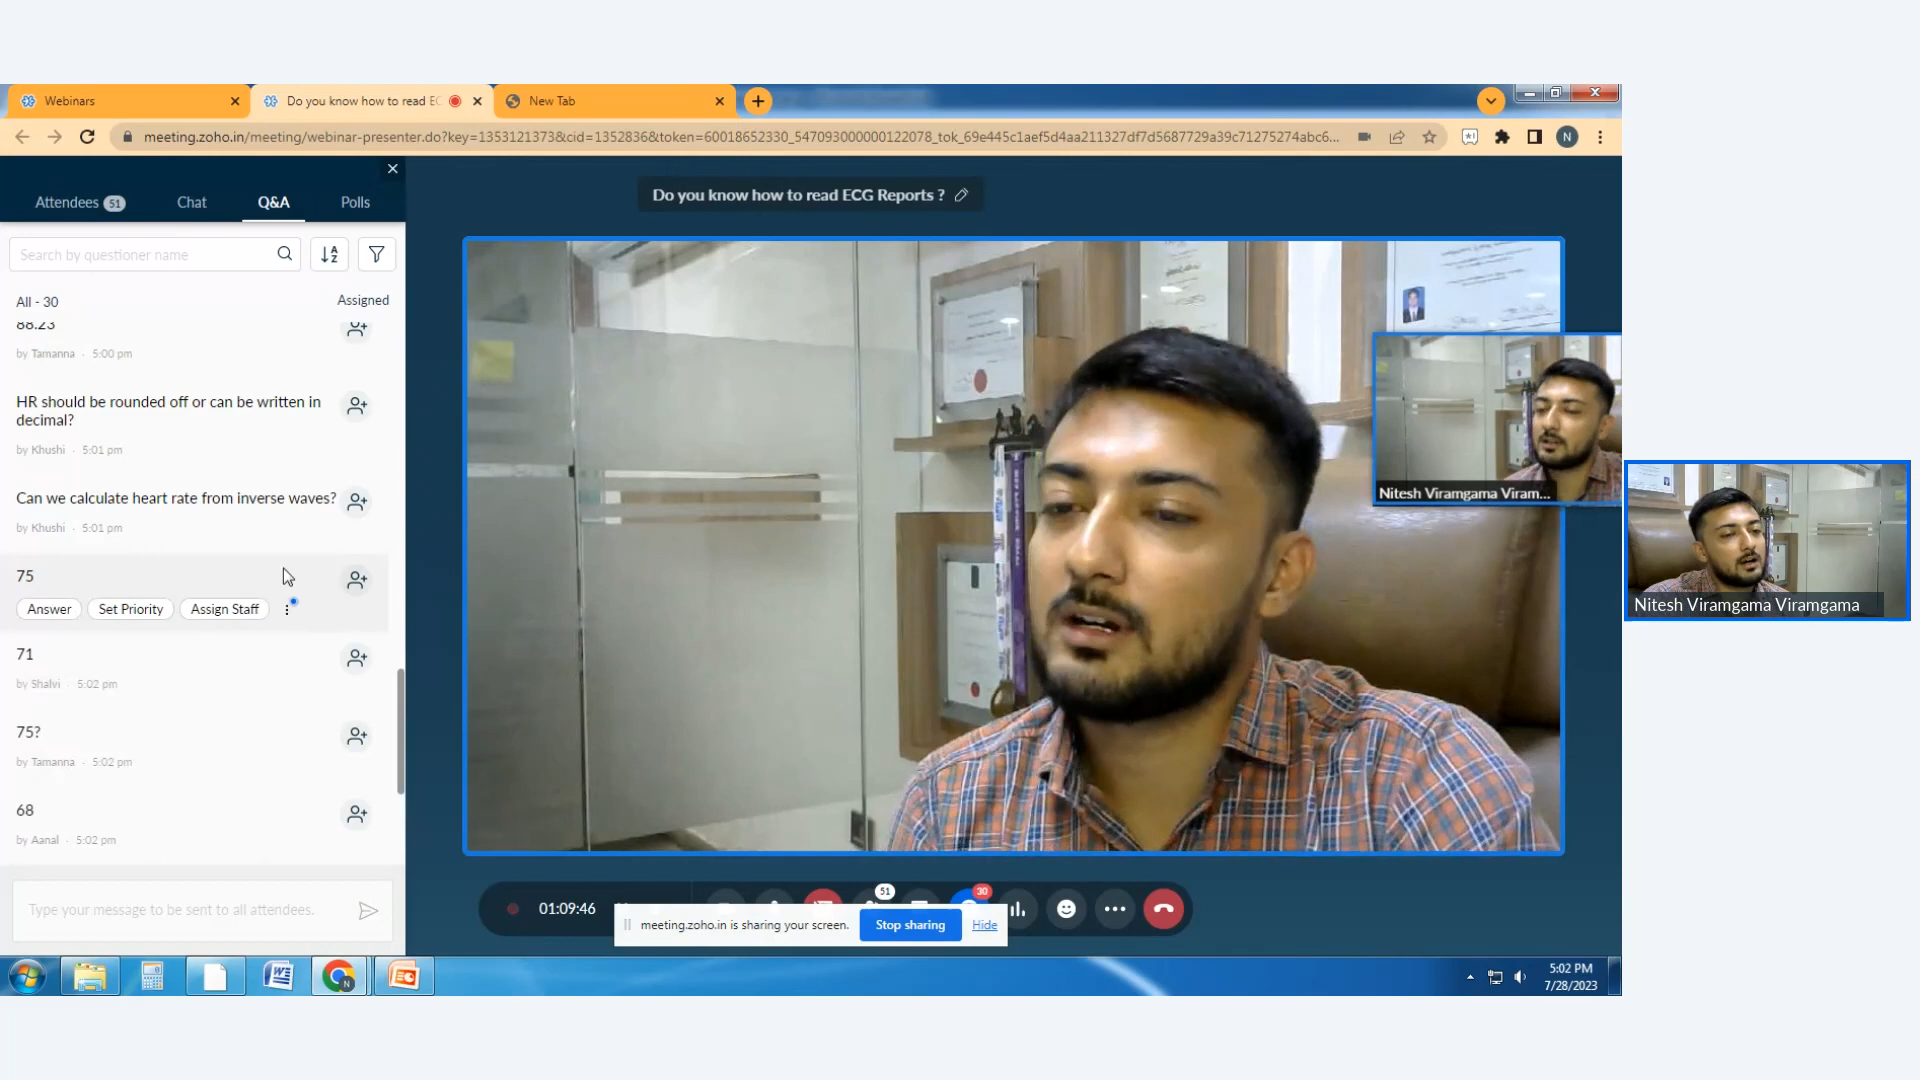 Webinars
Do you know how to read EC
New Tab
meeting.zoho.in/meeting/webinar-presenter.do?key=1353121373&cid=1352836&token=60018652330_547093000000122078_tok_69e445c1aef5d4aa211327df7d5687729a39c71275274abc6...
N
Attendees 51
Chat
Q&A
Polls
Do you know how to read ECG Reports ?
Search by questioner name
All - 30
Assigned
88.23
by Tamanna · 5:00 pm
HR should be rounded off or can be written in
decimal?
by Khushi · 5:01 pm
Can we calculate heart rate from inverse waves?
by Khushi · 5:01 pm
75
Answer
Set Priority
Assign Staff
71
by Shalvi · 5:02 pm
75?
by Tamanna · 5:02 pm
68
by Aanal · 5:02 pm
Type your message to be sent to all attendees.
Nitesh Viramgama Viram...
Nitesh Viramgama Viramgama
01:09:46
51
30
meeting.zoho.in is sharing your screen.
Stop sharing
Hide
5:02 PM
7/28/2023